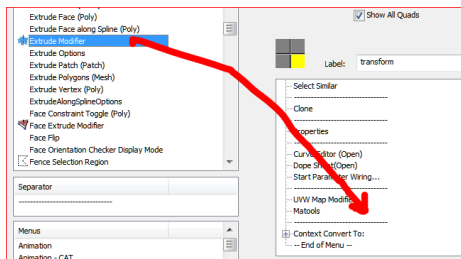 Extrude Face (Poly)
Extrude Face along Spline (Poly)
Extrude Modifier
Extrude Options
Extrude Patch (Patch)
Extrude Polygons (Mesh)
Extrude Vertex (Poly)
ExtrudeAlongSplineOptions
Face Constraint Toggle (Poly)
Face Extrude Modifier
Face Flip
Face Orientation Checker Display Mode
Fence Selection Region
Separator
------------------------------
Menus
Animation
Animation - CAT
Show All Quads
Label: transform
Select Similar
------------------------------
Clone
------------------------------
Properties
------------------------------
Curve Editor (Open)
Dope Sheet(Open)
Start Parameter Wiring...
------------------------------
UVW Map Modifier
Matools
------------------------------
Context Convert To:
-- End of Menu --